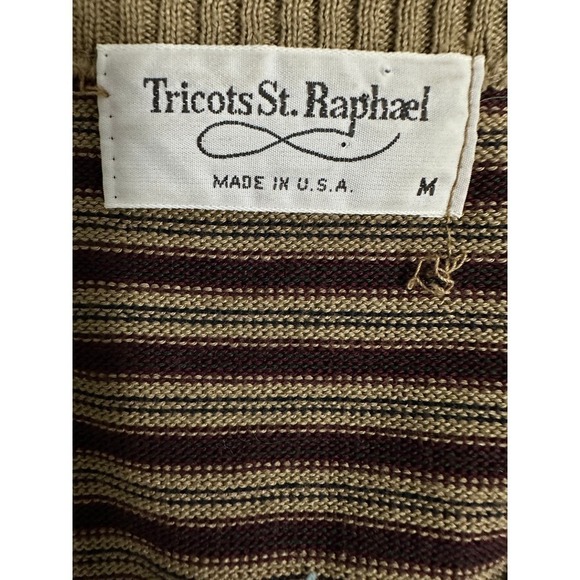 Tricots St. Raphael
MADE IN U.S.A. M